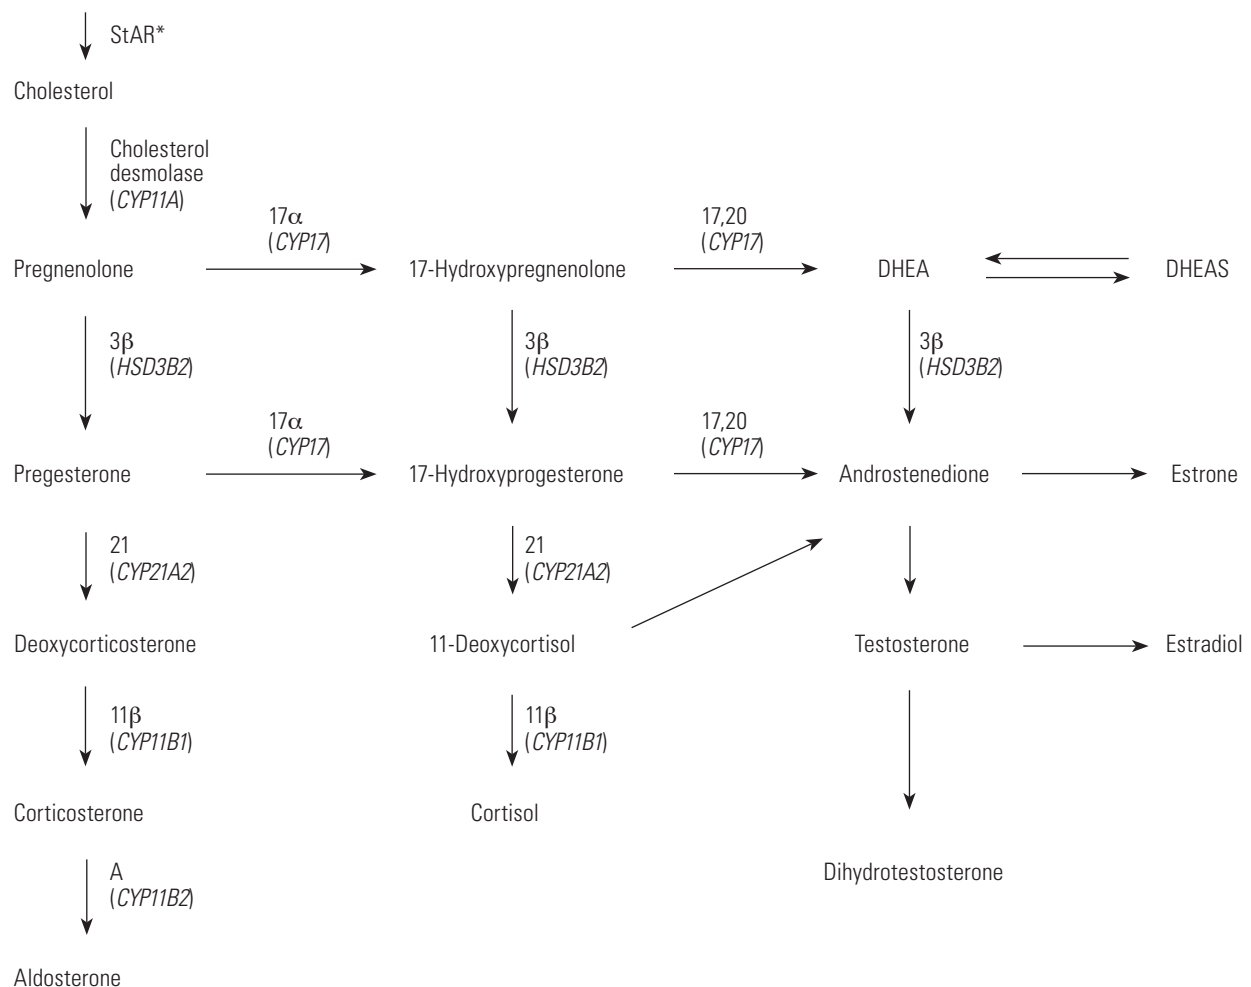 StAR*
Cholesterol
Cholesterol
desmolase
(CYP11A)
17α
(CYP17)
17,20
(CYP17)
Pregnenolone
17-Hydroxypregnenolone
DHEA
DHEAS
3β
(HSD3B2)
3β
(HSD3B2)
3β
(HSD3B2)
17α
(CYP17)
17,20
(CYP17)
Pregesterone
17-Hydroxyprogesterone
Androstenedione
Estrone
21
(CYP21A2)
21
(CYP21A2)
Deoxycorticosterone
11-Deoxycortisol
Testosterone
Estradiol
11β
(CYP11B1)
11β
(CYP11B1)
Corticosterone
Cortisol
A
(CYP11B2)
Dihydrotestosterone
Aldosterone